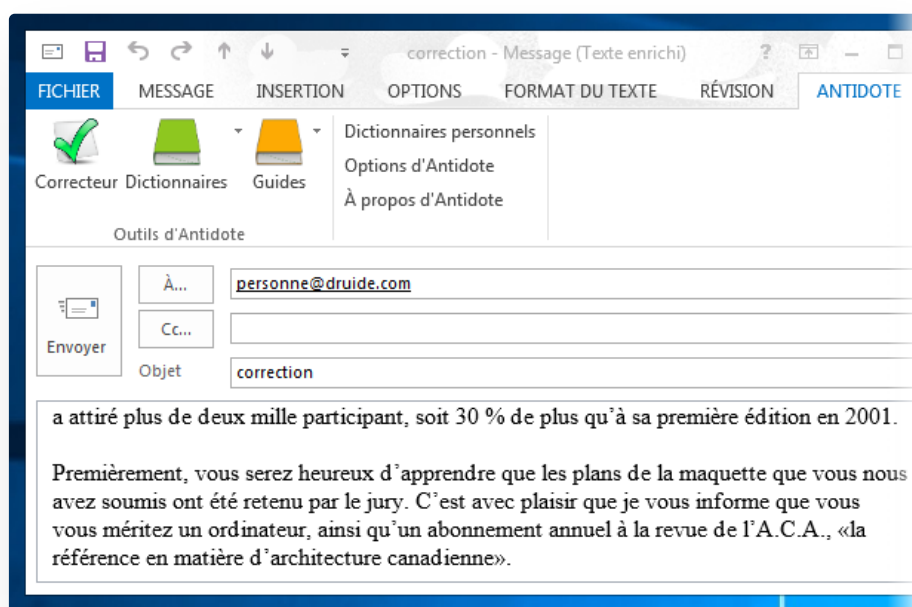 correction - Message (Texte enrichi)
FICHIER MESSAGE INSERTION OPTIONS FORMAT DU TEXTE RÉVISION ANTIDOTE
Correcteur Dictionnaires Guides
Dictionnaires personnels
Options d'Antidote
À propos d'Antidote
Outils d'Antidote
Envoyer
À... personne@druide.com
Cc...
Objet correction
a attiré plus de deux mille participant, soit 30 % de plus qu’à sa première édition en 2001.
Premièrement, vous serez heureux d’apprendre que les plans de la maquette que vous nous
avez soumis ont été retenu par le jury. C’est avec plaisir que je vous informe que vous
vous méritez un ordinateur, ainsi qu’un abonnement annuel à la revue de l’A.C.A., «la
référence en matière d’architecture canadienne».